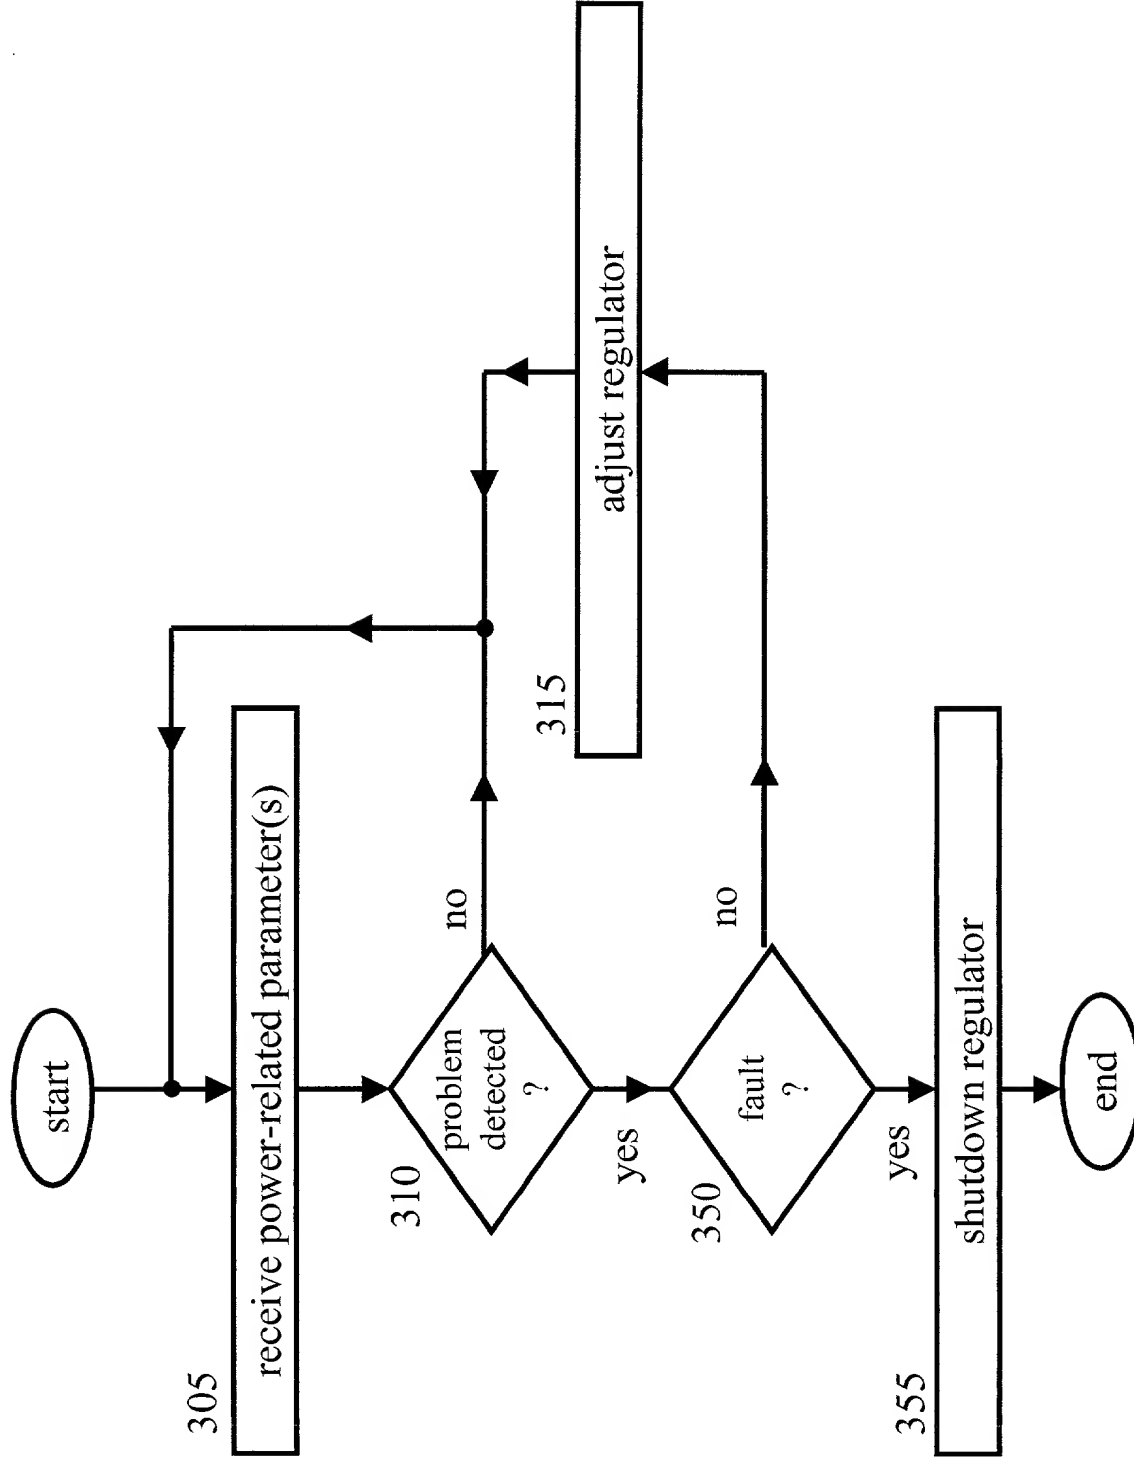 start
305
receive power-related parameter(s)
310
problem
detected
?
no
yes
315
adjust regulator
350
fault
?
no
yes
355
shutdown regulator
end